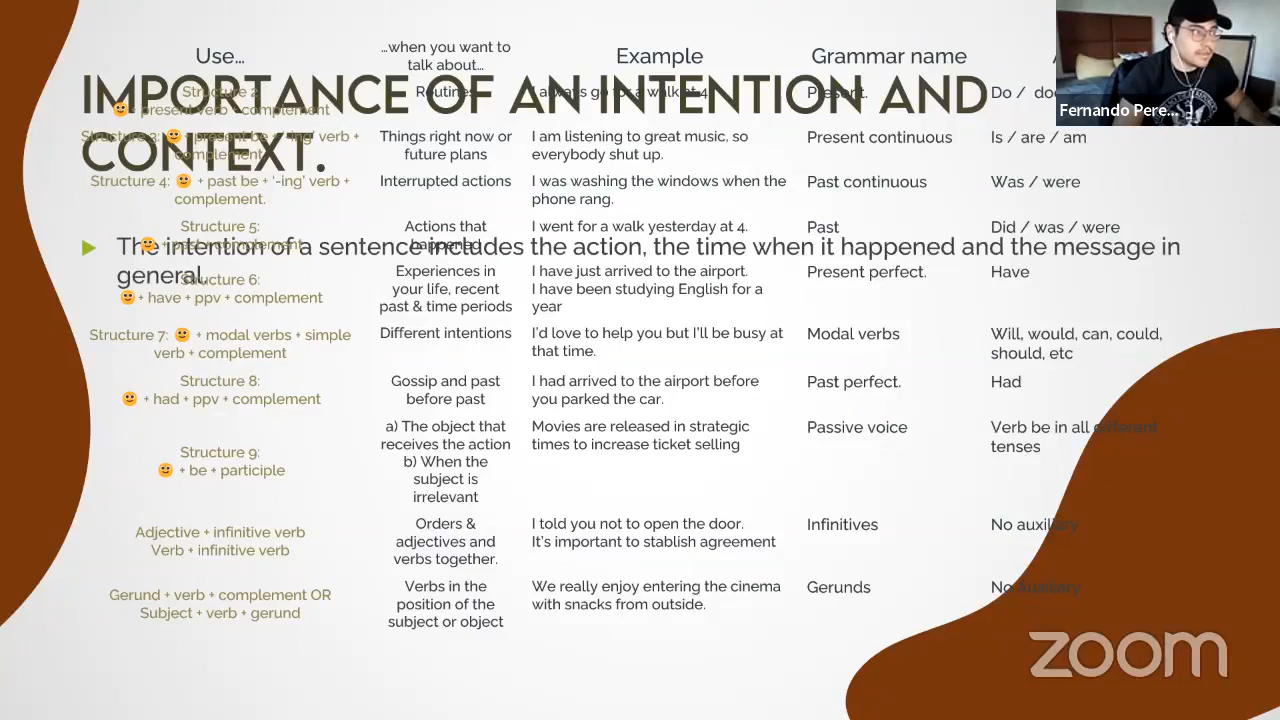 Use…
…when you want to
talk about…
Example
Grammar name
IMPORTANCE OF AN INTENTION AND
CONTEXT.
Structure 2:
+ present verb + complement
Routines
I always go for a walk at 4.
Present.
Do /
Structure 3: 🙂 + present be + '-ing' verb +
complement.
Things right now or
future plans
I am listening to great music, so
everybody shut up.
Present continuous
Is / are / am
Structure 4: 🙂 + past be + '-ing' verb +
complement.
Interrupted actions
I was washing the windows when the
phone rang.
Past continuous
Was / were
Structure 5:
🙂 + past + complement
Actions that
happened
I went for a walk yesterday at 4.
Past
Did / was / were
The intention of a sentence includes the action, the time when it happened and the message in
general.
Structure 6:
🙂 + have + ppv + complement
Experiences in
your life, recent
past & time periods
I have just arrived to the airport.
I have been studying English for a
year
Present perfect.
Have
Structure 7: 🙂 + modal verbs + simple
verb + complement
Different intentions
I'd love to help you but I'll be busy at
that time.
Modal verbs
Will, would, can, could,
should, etc
Structure 8:
🙂 + had + ppv + complement
Gossip and past
before past
I had arrived to the airport before
you parked the car.
Past perfect.
Had
Structure 9:
🙂 + be + participle
a) The object that
receives the action
b) When the
subject is
irrelevant
Movies are released in strategic
times to increase ticket selling
Passive voice
Verb be in all different
tenses
Adjective + infinitive verb
Verb + infinitive verb
Orders &
adjectives and
verbs together.
I told you not to open the door.
It's important to stablish agreement
Infinitives
No auxiliary
Gerund + verb + complement OR
Subject + verb + gerund
Verbs in the
position of the
subject or object
We really enjoy entering the cinema
with snacks from outside.
Gerunds
No Auxiliary
Fernando Pere...
zoom